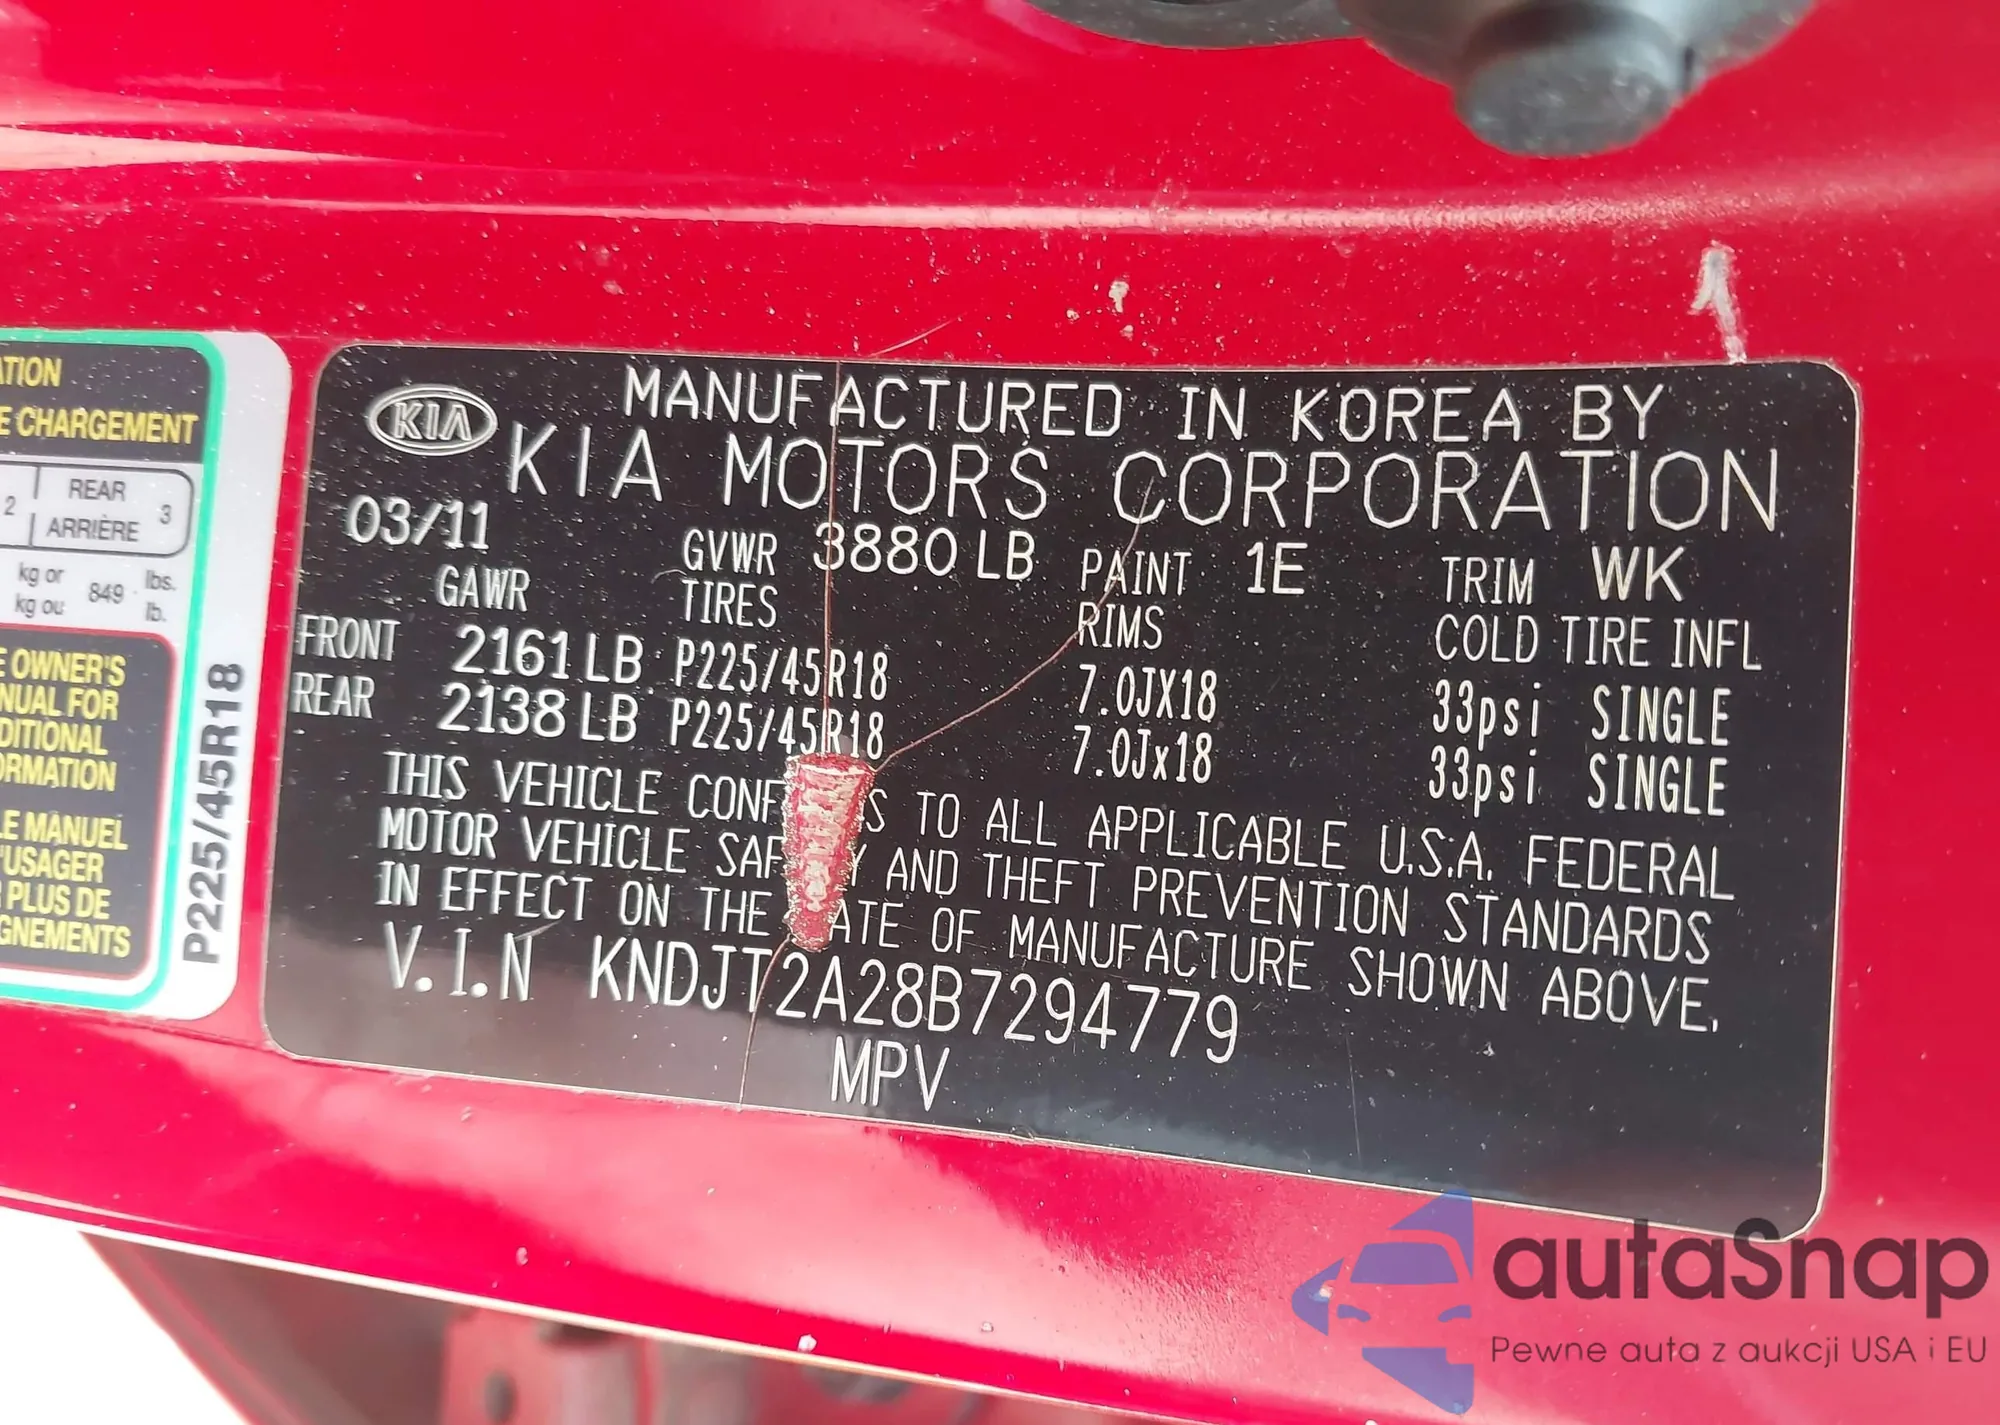 ATION
E CHARGEMENT
2 REAR 3
ARRIÈRE
kg or 849 lbs.
kg ou lb.
E OWNER'S
NUAL FOR
DITIONAL
ORMATION
LE MANUEL
'USAGER
R PLUS DE
GNEMENTS
P225/45R18
KIA
MANUFACTURED IN KOREA BY
KIA MOTORS CORPORATION
03/11 GVWR 3880 LB PAINT 1E TRIM WK
GAWR TIRES RIMS COLD TIRE INFL
FRONT 2161 LB P225/45R18 7.0JX18 33psi SINGLE
REAR 2138 LB P225/45R18 7.0Jx18 33psi SINGLE
THIS VEHICLE CONF S TO ALL APPLICABLE U.S.A. FEDERAL
MOTOR VEHICLE SAF Y AND THEFT PREVENTION STANDARDS
IN EFFECT ON THE ATE OF MANUFACTURE SHOWN ABOVE.
V.I.N KNDJT2A28B7294779
MPV
autaSnap
Pewne auta z aukcji USA i EU